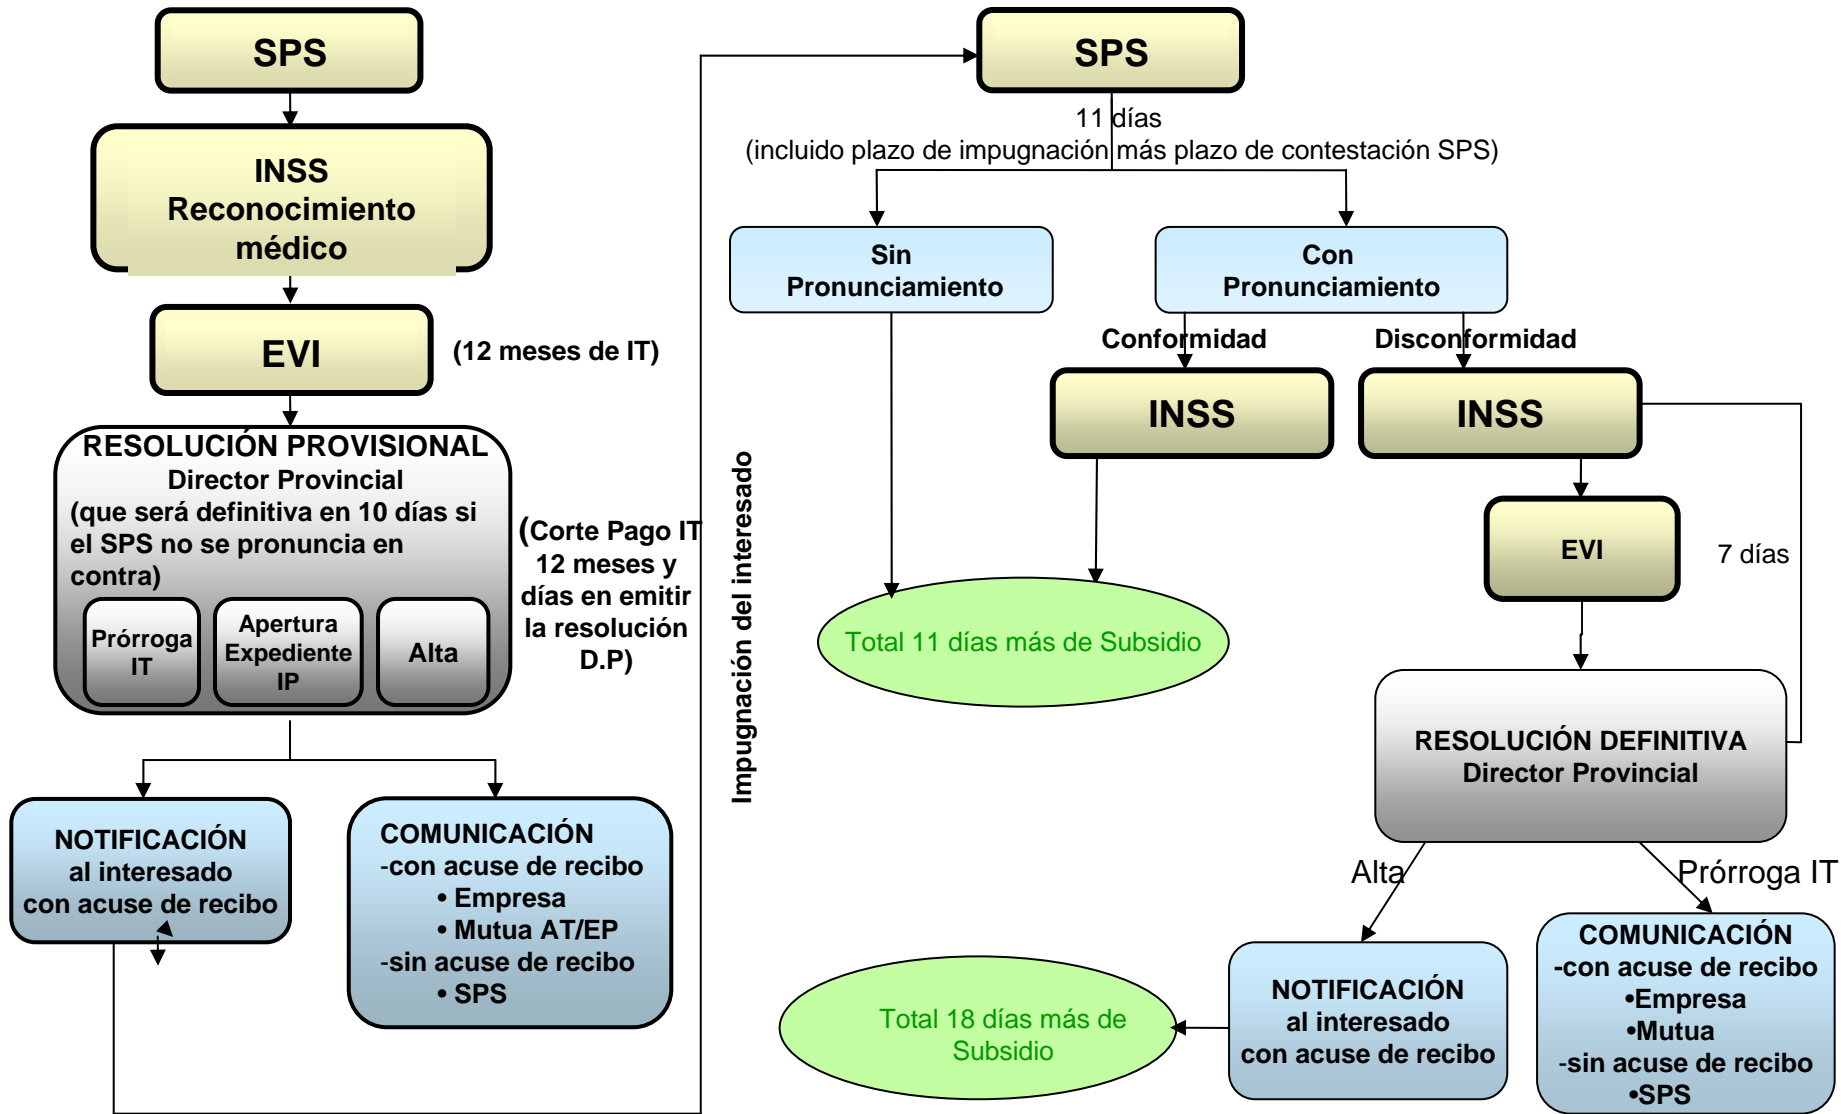 SPS
INSS
Reconocimiento
médico
EVI
(12 meses de IT)
RESOLUCIÓN PROVISIONAL
Director Provincial
(que será definitiva en 10 días si
el SPS no se pronuncia en
contra)
Prórroga
IT
Apertura
Expediente
IP
Alta
(Corte Pago IT
12 meses y
días en emitir
la resolución
D.P)
NOTIFICACIÓN
al interesado
con acuse de recibo
COMUNICACIÓN
-con acuse de recibo
• Empresa
• Mutua AT/EP
-sin acuse de recibo
• SPS
Impugnación del interesado
SPS
11 días
(incluido plazo de impugnación más plazo de contestación SPS)
Sin
Pronunciamiento
Con
Pronunciamiento
Conformidad
Disconformidad
INSS
INSS
EVI
7 días
Total 11 días más de Subsidio
RESOLUCIÓN DEFINITIVA
Director Provincial
Alta
Prórroga IT
NOTIFICACIÓN
al interesado
con acuse de recibo
COMUNICACIÓN
-con acuse de recibo
•Empresa
•Mutua
-sin acuse de recibo
•SPS
Total 18 días más de
Subsidio